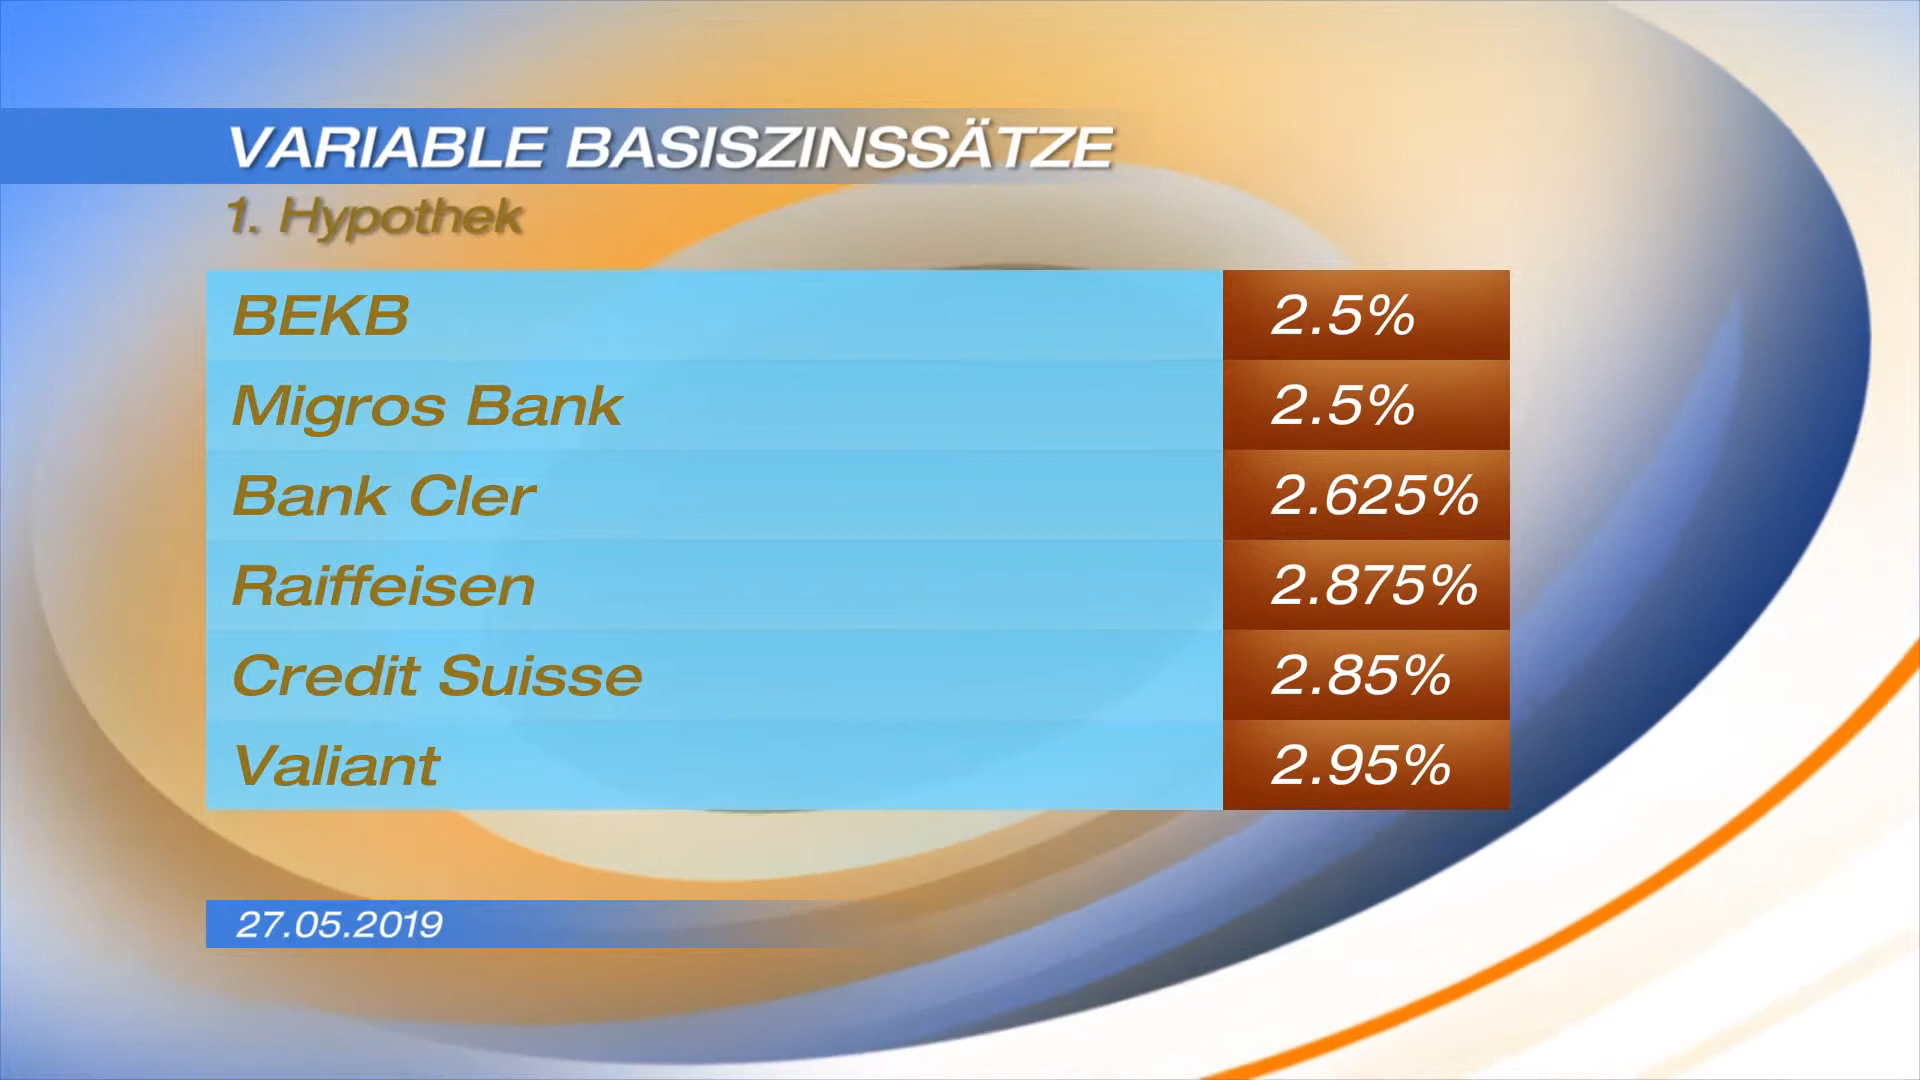 VARIABLE BASISZINSSÄTZE
1. Hypothek
BEKB 2.5%
Migros Bank 2.5%
Bank Cler 2.625%
Raiffeisen 2.875%
Credit Suisse 2.85%
Valiant 2.95%
27.05.2019